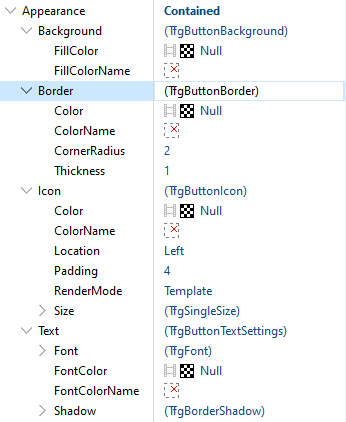 Appearance Contained
Background (TfgButtonBackground)
FillColor Null
FillColorName
Border (TfgButtonBorder)
Color Null
ColorName
CornerRadius 2
Thickness 1
Icon (TfgButtonIcon)
Color Null
ColorName
Location Left
Padding 4
RenderMode Template
Size (TfgSingleSize)
Text (TfgButtonTextSettings)
Font (TfgFont)
FontColor Null
FontColorName
Shadow (TfgBorderShadow)